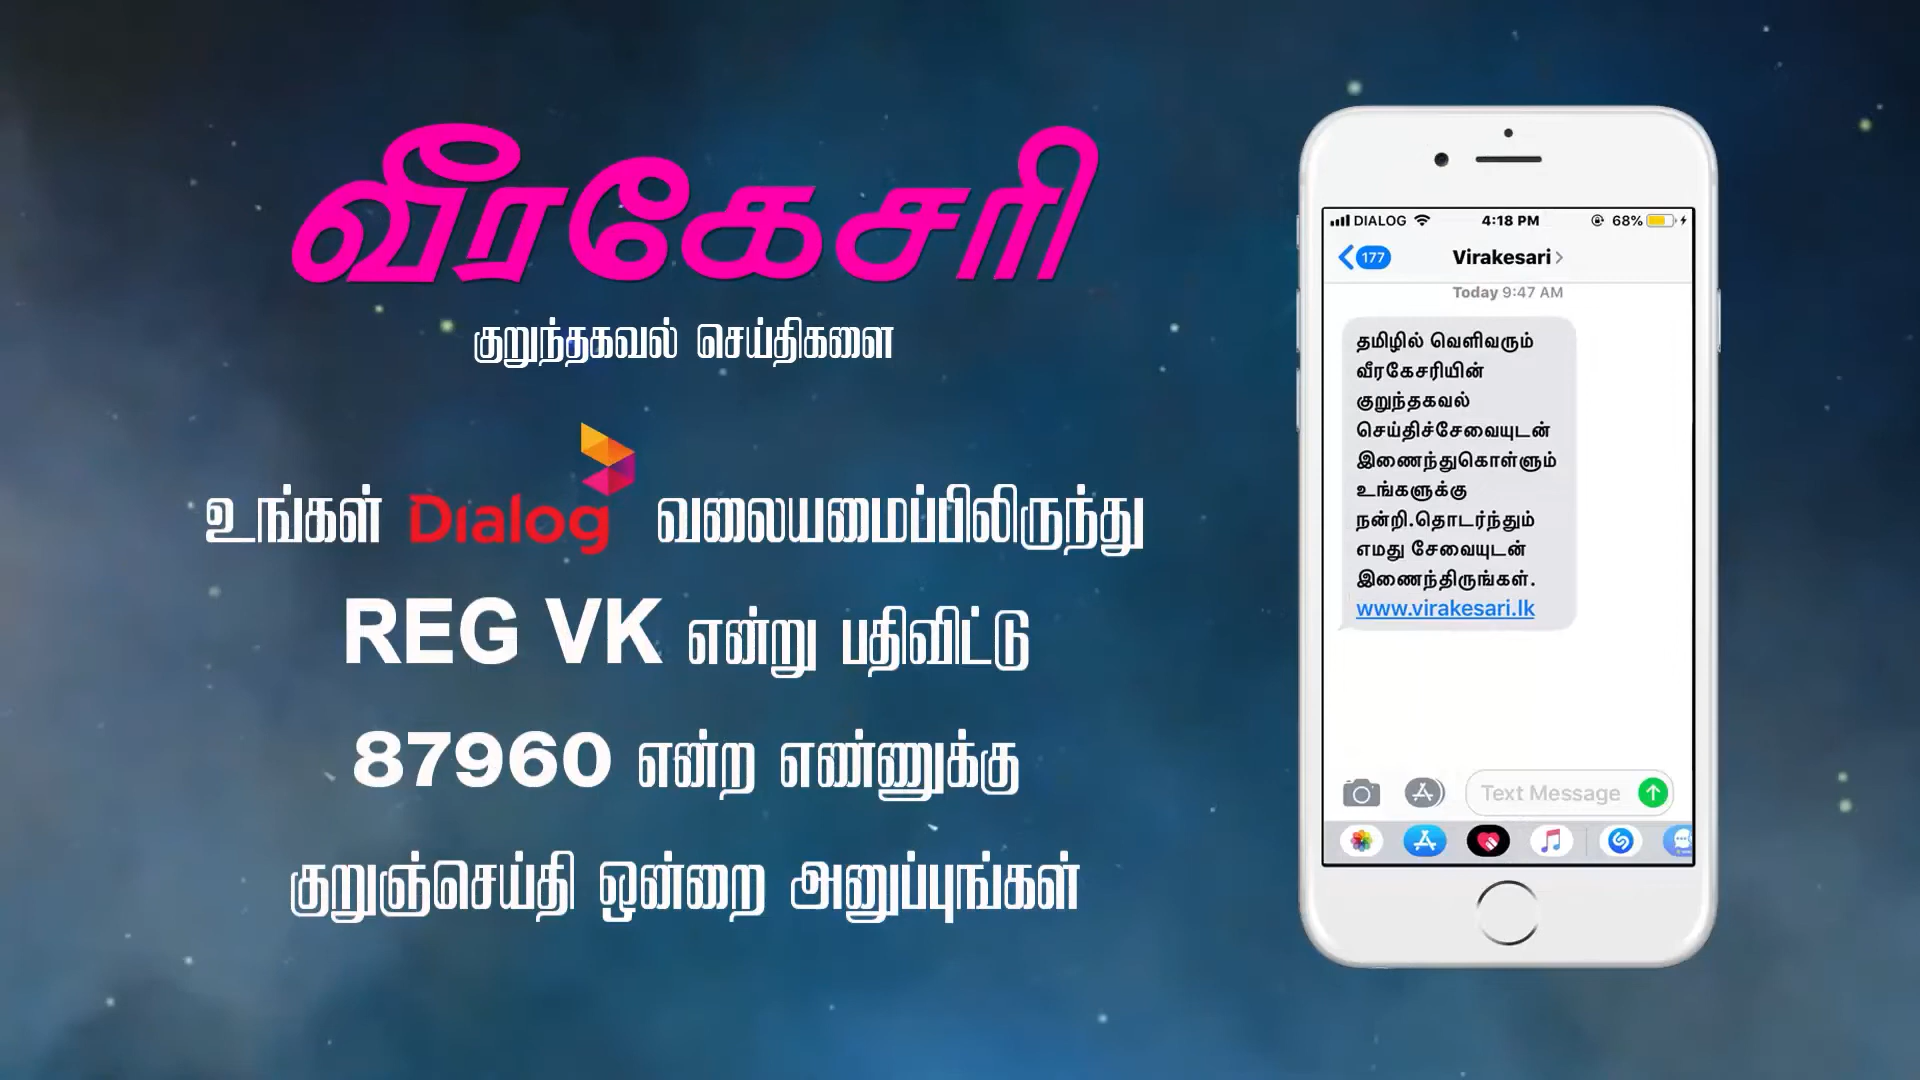 வீரகேசரி
குறுந்தகவல் செய்திகளை
உங்கள் Dialog வலையமைப்பிலிருந்து
REG VK என்று பதிவிட்டு
87960 என்ற எண்ணுக்கு
குறுஞ்செய்தி ஒன்றை அனுப்புங்கள்
DIALOG 4:18 PM 68%
177 Virakesari
Today 9:47 AM
தமிழில் வெளிவரும்
வீரகேசரியின்
குறுந்தகவல்
செய்திச்சேவையுடன்
இணைந்துகொள்ளும்
உங்களுக்கு
நன்றி.தொடர்ந்தும்
எமது சேவையுடன்
இணைந்திருங்கள்.
www.virakesari.lk
Text Message